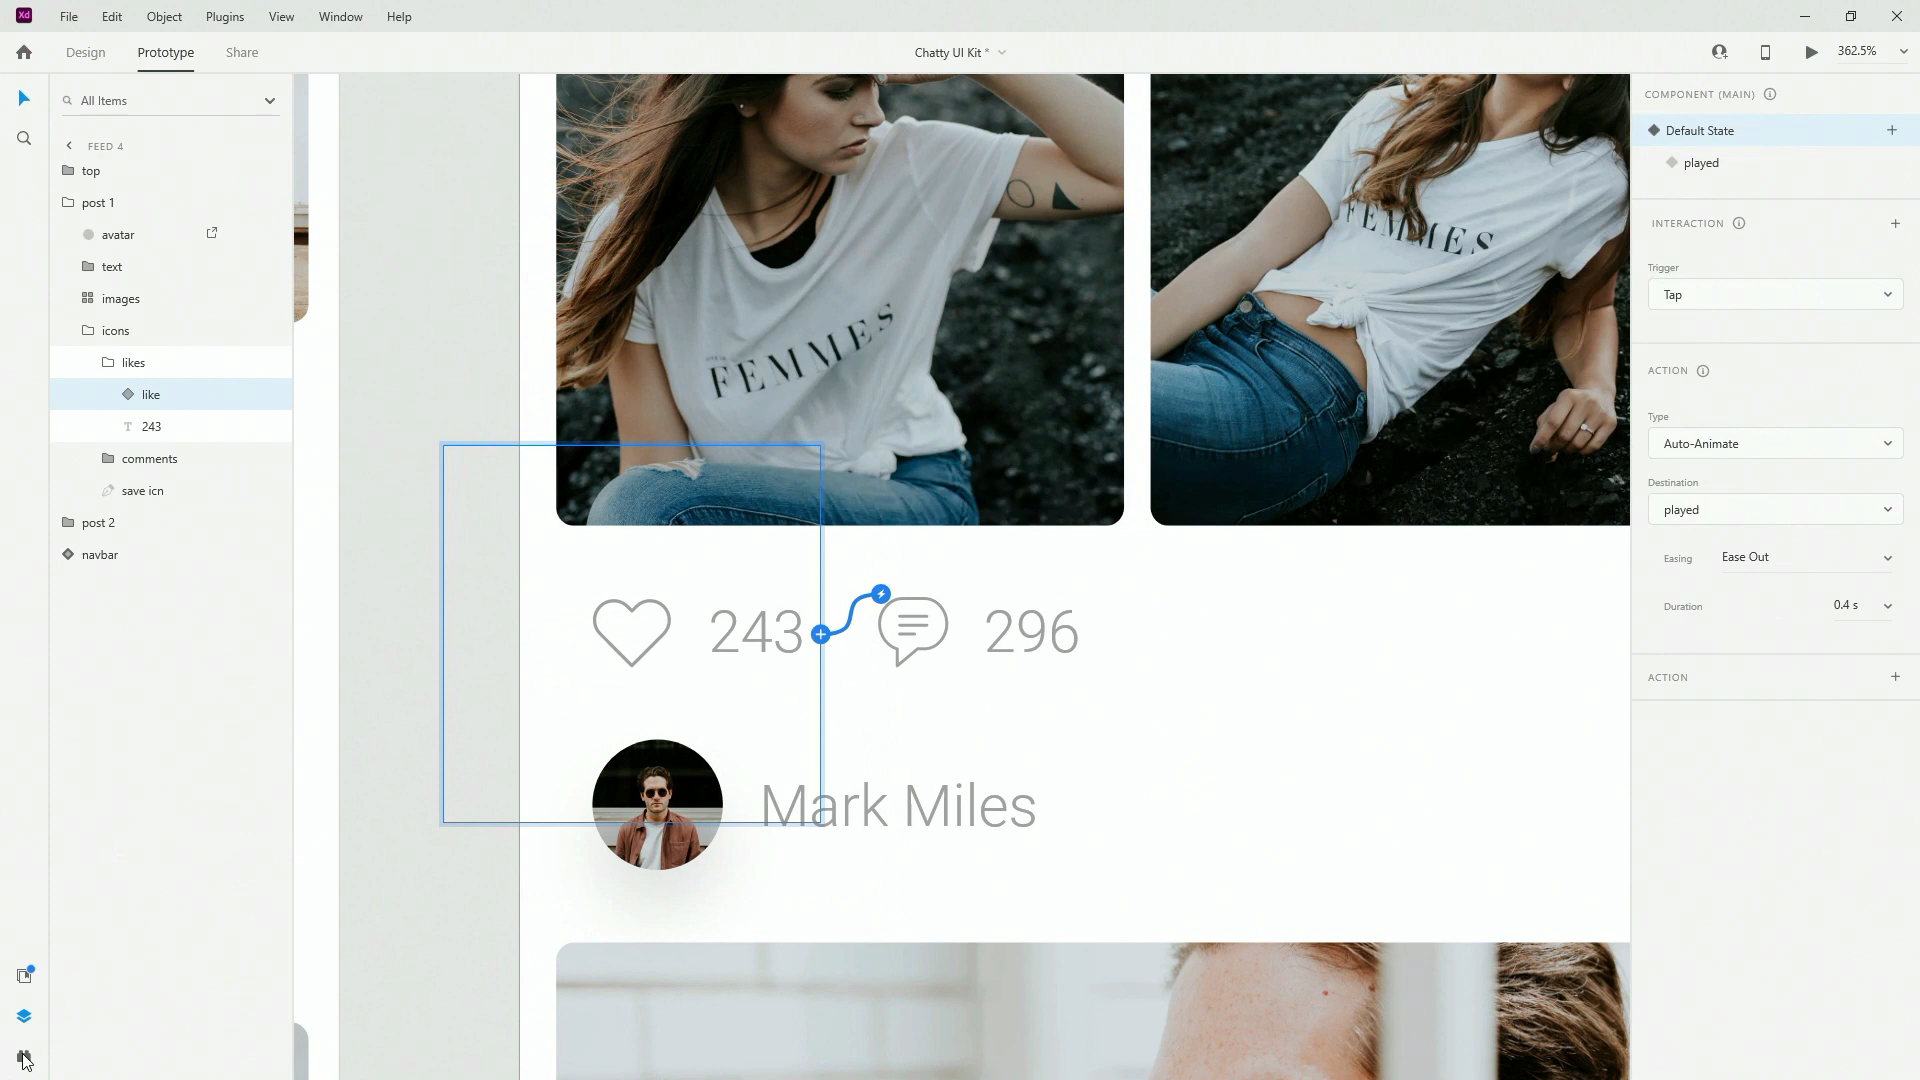 Xd File Edit Object Plugins View Window Help
Design Prototype Share Chatty UI Kit * 362.5%
All Items
FEED 4
top
post 1
avatar
text
images
icons
likes
like
T 243
comments
save icn
post 2
navbar
FEMMES
FEMMES
243 296
Mark Miles
COMPONENT (MAIN)
Default State
played
INTERACTION
Trigger
Tap
ACTION
Type
Auto-Animate
Destination
played
Easing Ease Out
Duration 0.4 s
ACTION